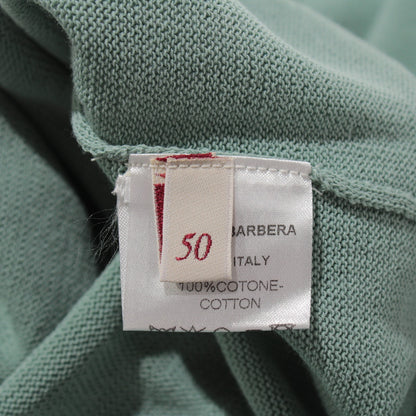 50
BARBERA
ITALY
100%COTONE-
COTTON